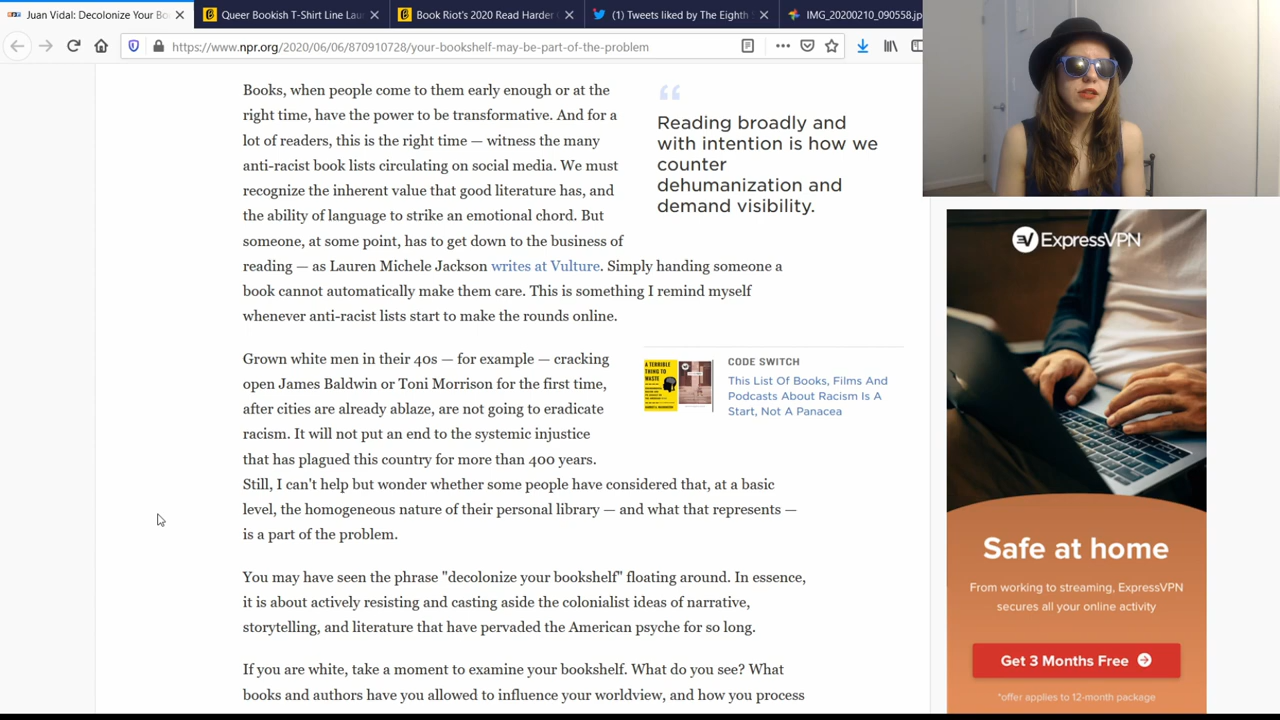 Juan Vidal: Decolonize Your Bo
Queer Bookish T-Shirt Line Lau
Book Riot's 2020 Read Harder
(1) Tweets liked by The Eighth
IMG_20200210_090558.jp
https://www.npr.org/2020/06/06/870910728/your-bookshelf-may-be-part-of-the-problem
Books, when people come to them early enough or at the
right time, have the power to be transformative. And for a
lot of readers, this is the right time — witness the many
anti-racist book lists circulating on social media. We must
recognize the inherent value that good literature has, and
the ability of language to strike an emotional chord. But
someone, at some point, has to get down to the business of
reading — as Lauren Michele Jackson writes at Vulture. Simply handing someone a
book cannot automatically make them care. This is something I remind myself
whenever anti-racist lists start to make the rounds online.
“
Reading broadly and
with intention is how we
counter
dehumanization and
demand visibility.
Grown white men in their 40s — for example — cracking
open James Baldwin or Toni Morrison for the first time,
after cities are already ablaze, are not going to eradicate
racism. It will not put an end to the systemic injustice
that has plagued this country for more than 400 years.
Still, I can't help but wonder whether some people have considered that, at a basic
level, the homogeneous nature of their personal library — and what that represents —
is a part of the problem.
A TERRIBLE
THING TO
WASTE
CODE SWITCH
This List Of Books, Films And
Podcasts About Racism Is A
Start, Not A Panacea
You may have seen the phrase "decolonize your bookshelf" floating around. In essence,
it is about actively resisting and casting aside the colonialist ideas of narrative,
storytelling, and literature that have pervaded the American psyche for so long.
If you are white, take a moment to examine your bookshelf. What do you see? What
books and authors have you allowed to influence your worldview, and how you process
ExpressVPN
Safe at home
From working to streaming, ExpressVPN
secures all your online activity
Get 3 Months Free
*offer applies to 12-month package